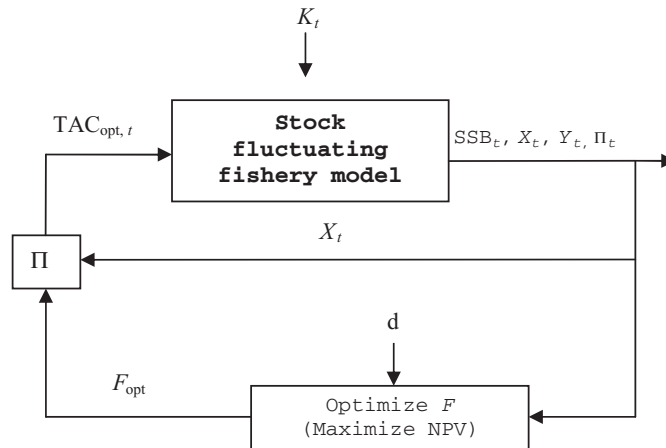 K_t
TAC_opt, t
Stock
fluctuating
fishery model
SSB_t, X_t, Y_t, Π_t
X_t
Π
d
F_opt
Optimize F
(Maximize NPV)